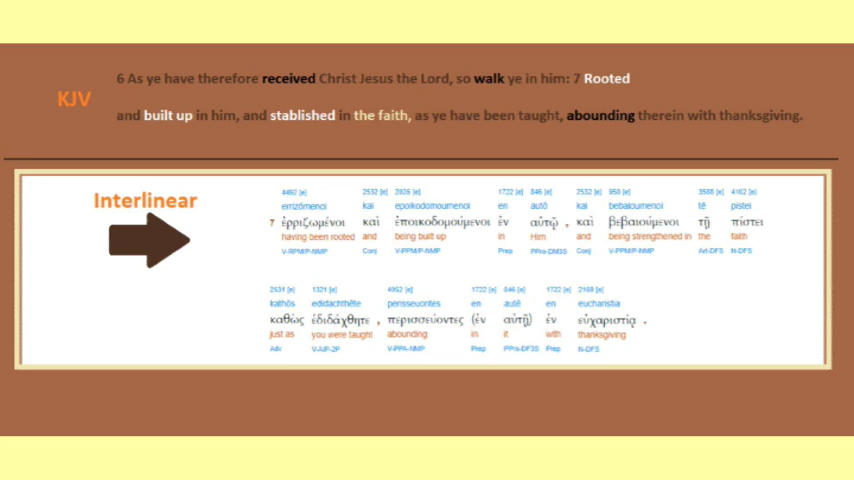 6 As ye have therefore received Christ Jesus the Lord, so walk ye in him: 7 Rooted
KJV
and built up in him, and stablished in the faith, as ye have been taught, abounding therein with thanksgiving.
Interlinear
4492 [e] 2532 [e] 2026 [e] 1722 [e] 846 [e] 2532 [e] 950 [e] 3588 [e] 4102 [e]
errizōmenoi kai epoikodomoumenoi en autō kai bebaioumenoi tē pistei
7 ἐρριζωμένοι καὶ ἐποικοδομούμενοι ἐν αὐτῷ , καὶ βεβαιούμενοι τῇ πίστει
having been rooted and being built up in Him and being strengthened in the faith
V-RPM/P-NMP Conj V-PPM/P-NMP Prep PPro-DM3S Conj V-PPM/P-NMP Art-DFS N-DFS
2531 [e] 1321 [e] 4052 [e] 1722 [e] 846 [e] 1722 [e] 2169 [e]
kathōs edidachthēte perisseuontes en autē en eucharistia
καθὼς ἐδιδάχθητε , περισσεύοντες (ἐν αὐτῇ) ἐν εὐχαριστίᾳ .
just as you were taught abounding in it with thanksgiving
Adv V-AIP-2P V-PPA-NMP Prep PPro-DF3S Prep N-DFS